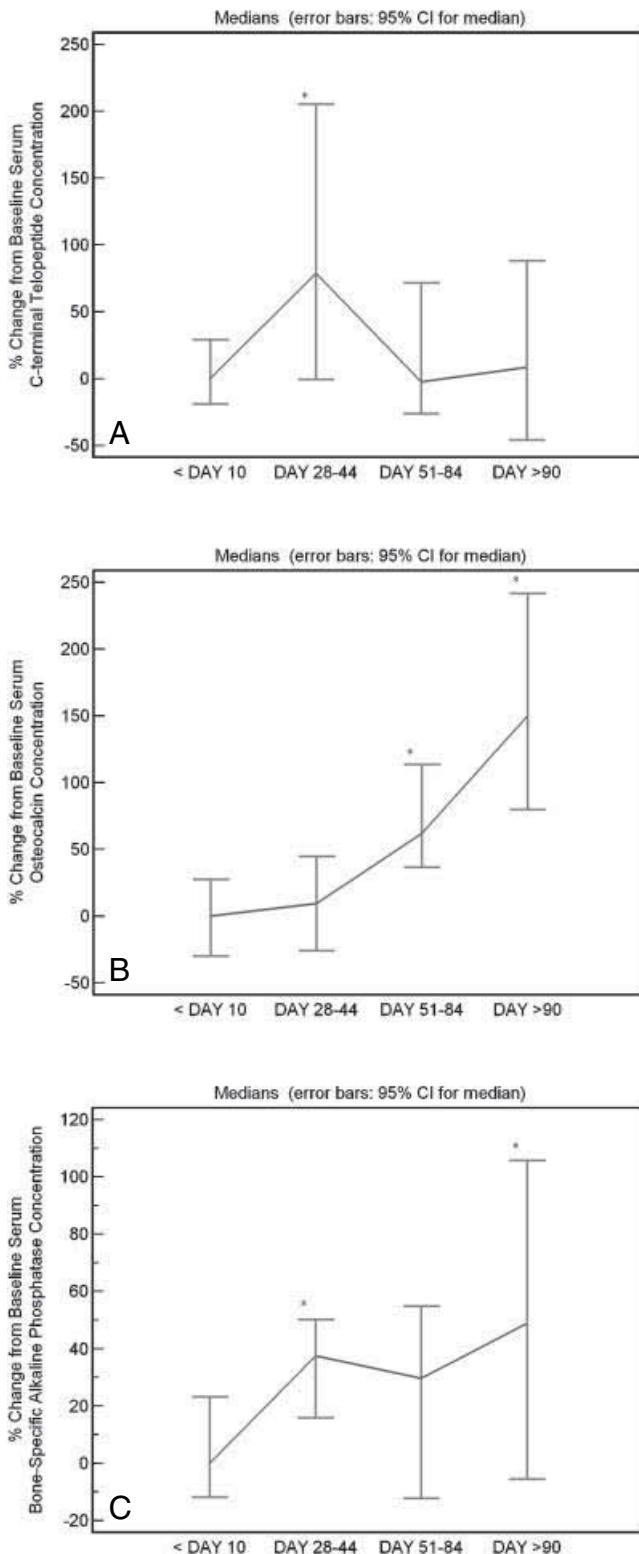 Medians (error bars: 95% CI for median)
% Change from Baseline Serum
C-terminal Telopeptide Concentration
250
200
150
100
50
0
-50
*
A
< DAY 10 DAY 28-44 DAY 51-84 DAY >90
Medians (error bars: 95% CI for median)
% Change from Baseline Serum
Osteocalcin Concentration
250
200
150
100
50
0
-50
*
*
B
< DAY 10 DAY 28-44 DAY 51-84 DAY >90
Medians (error bars: 95% CI for median)
% Change from Baseline Serum
Bone-Specific Alkaline Phosphatase Concentration
120
100
80
60
40
20
0
-20
*
*
C
< DAY 10 DAY 28-44 DAY 51-84 DAY >90